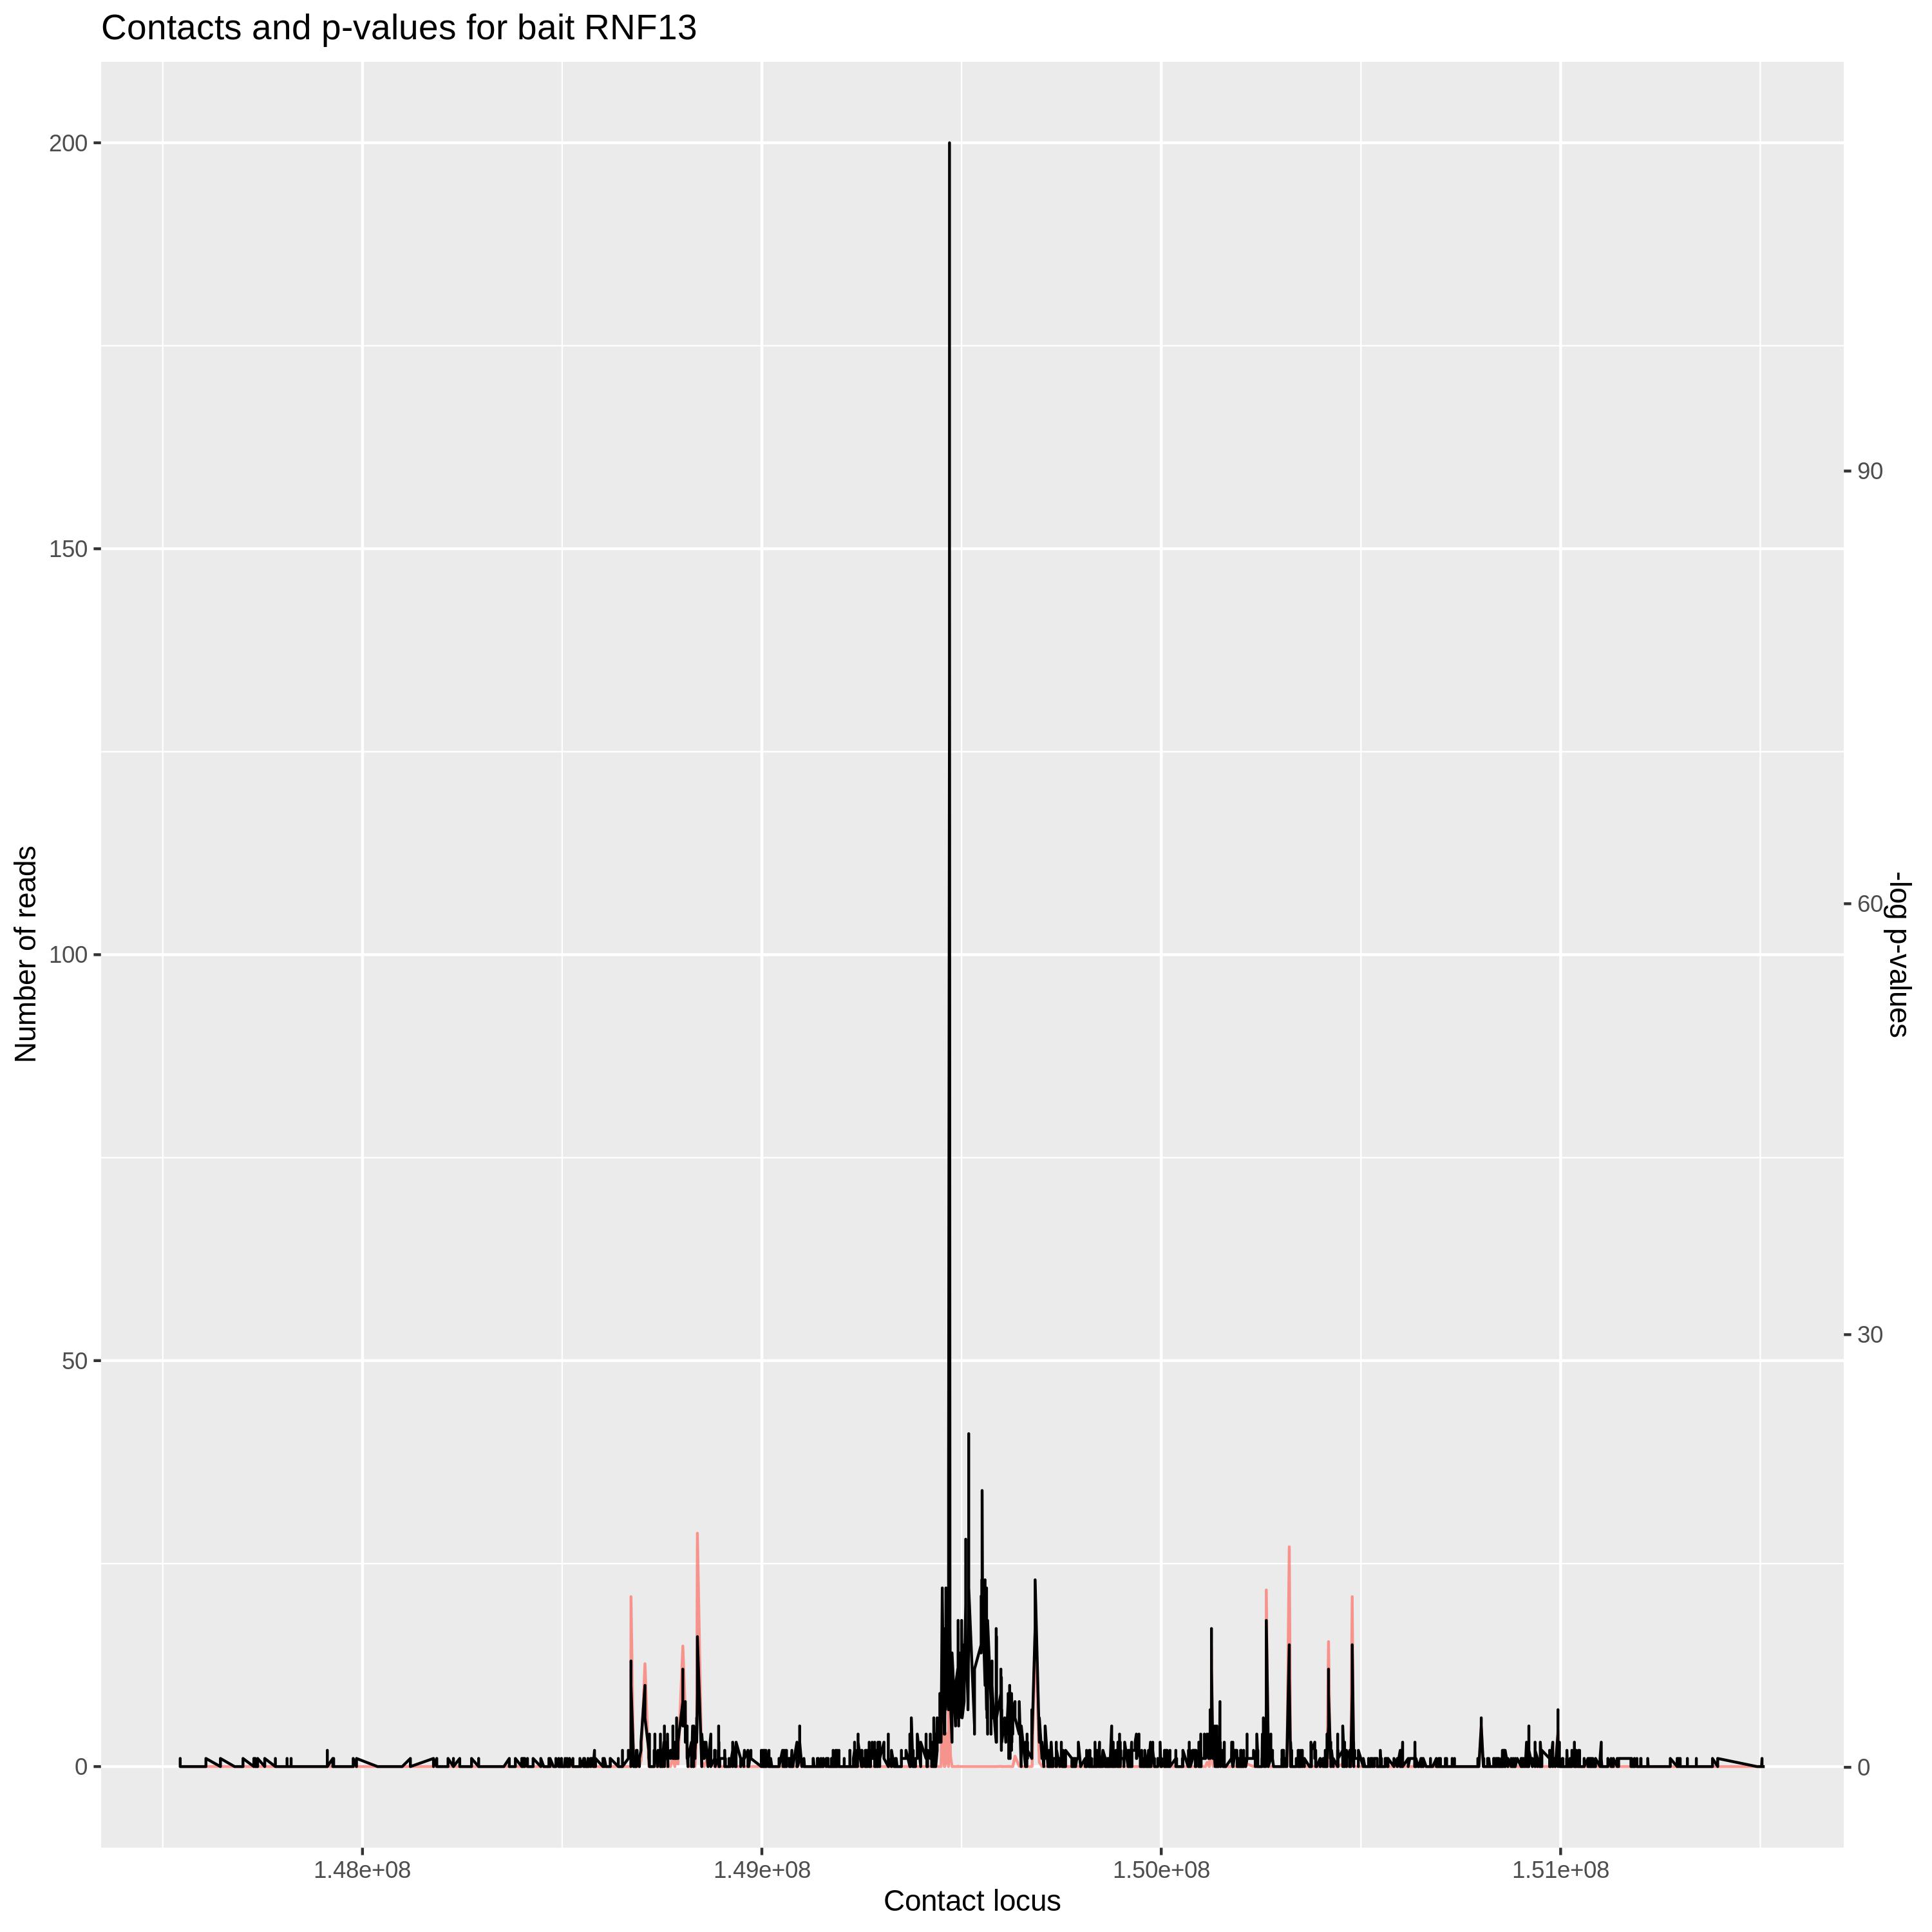 Contacts and p-values for bait RNF13
200
150
100
50
0
Number of reads
90
60
30
0
-log p-values
1.48e+08
1.49e+08
1.50e+08
1.51e+08
Contact locus